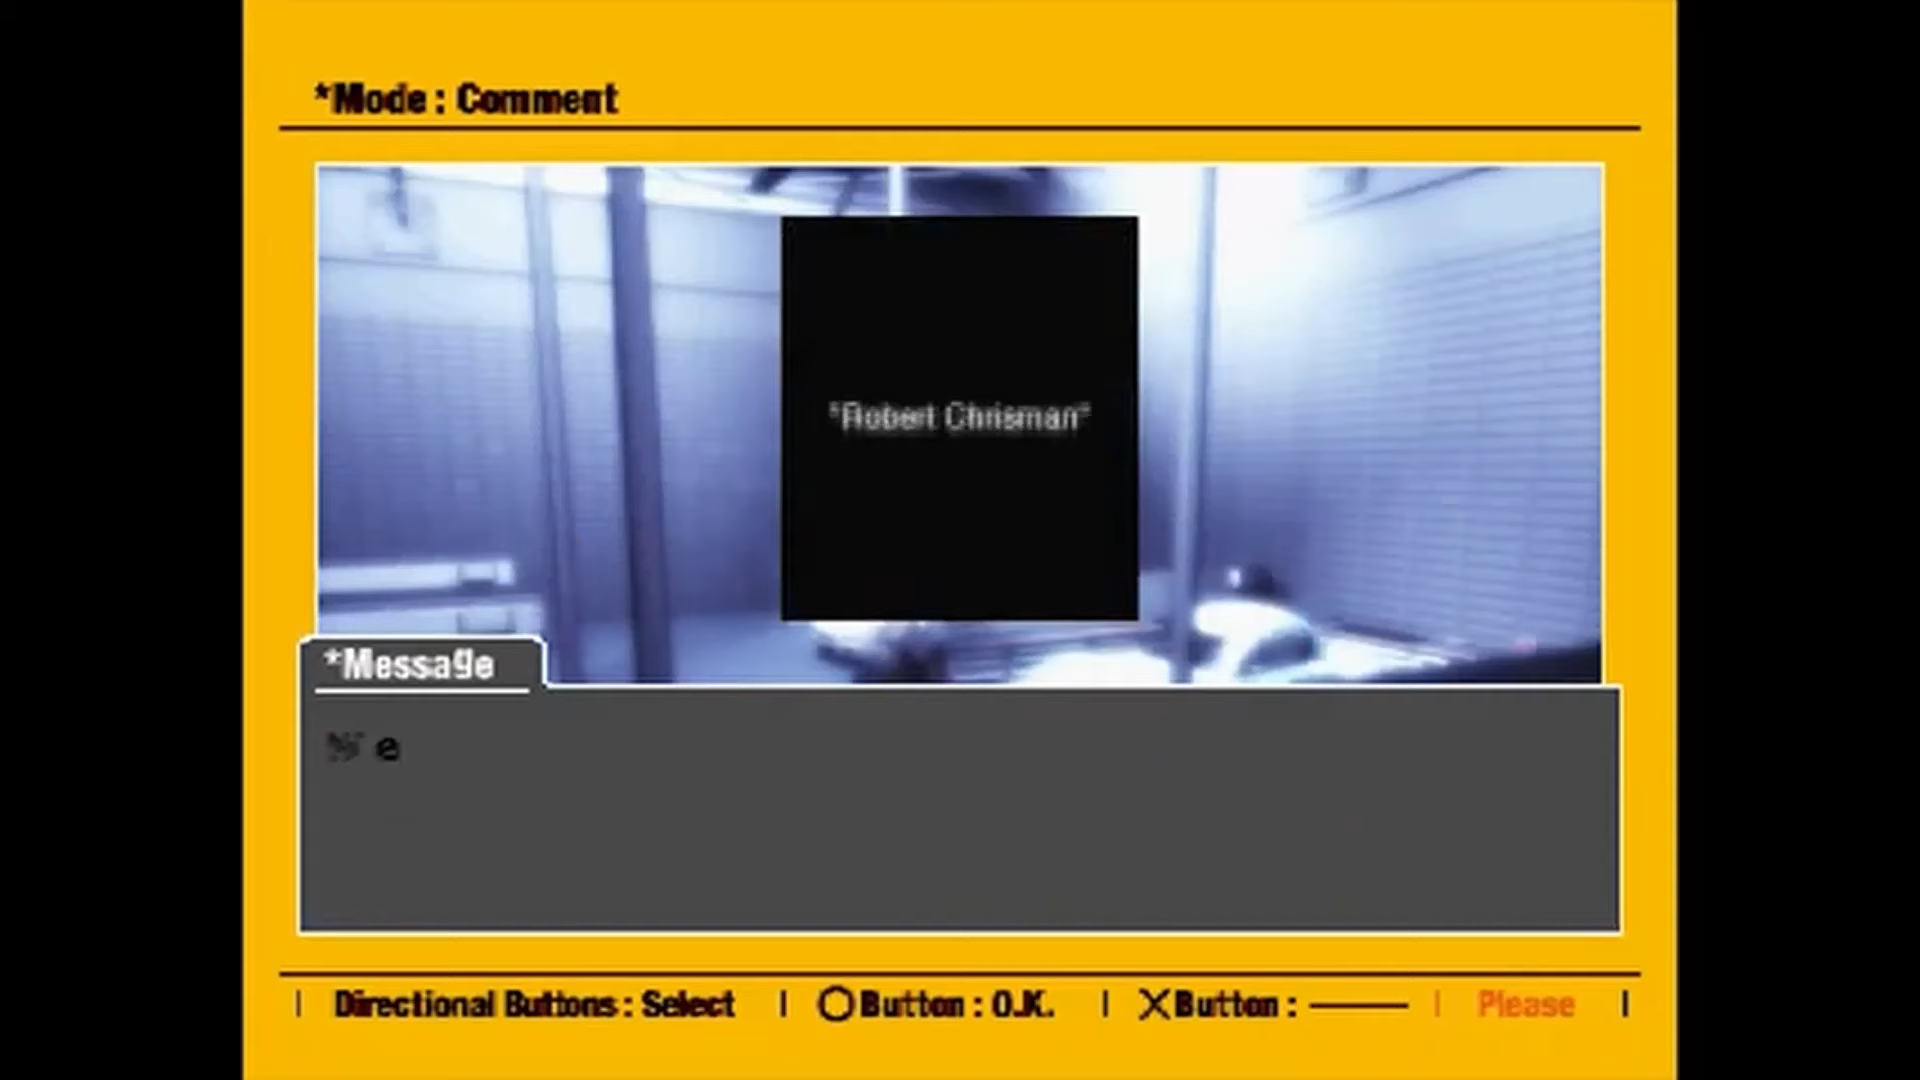 *Mode : Comment
*Robert Chrisman*
*Message
e
Directional Buttons : Select | ◯Button : O.K. | ╳Button : —— | Please |